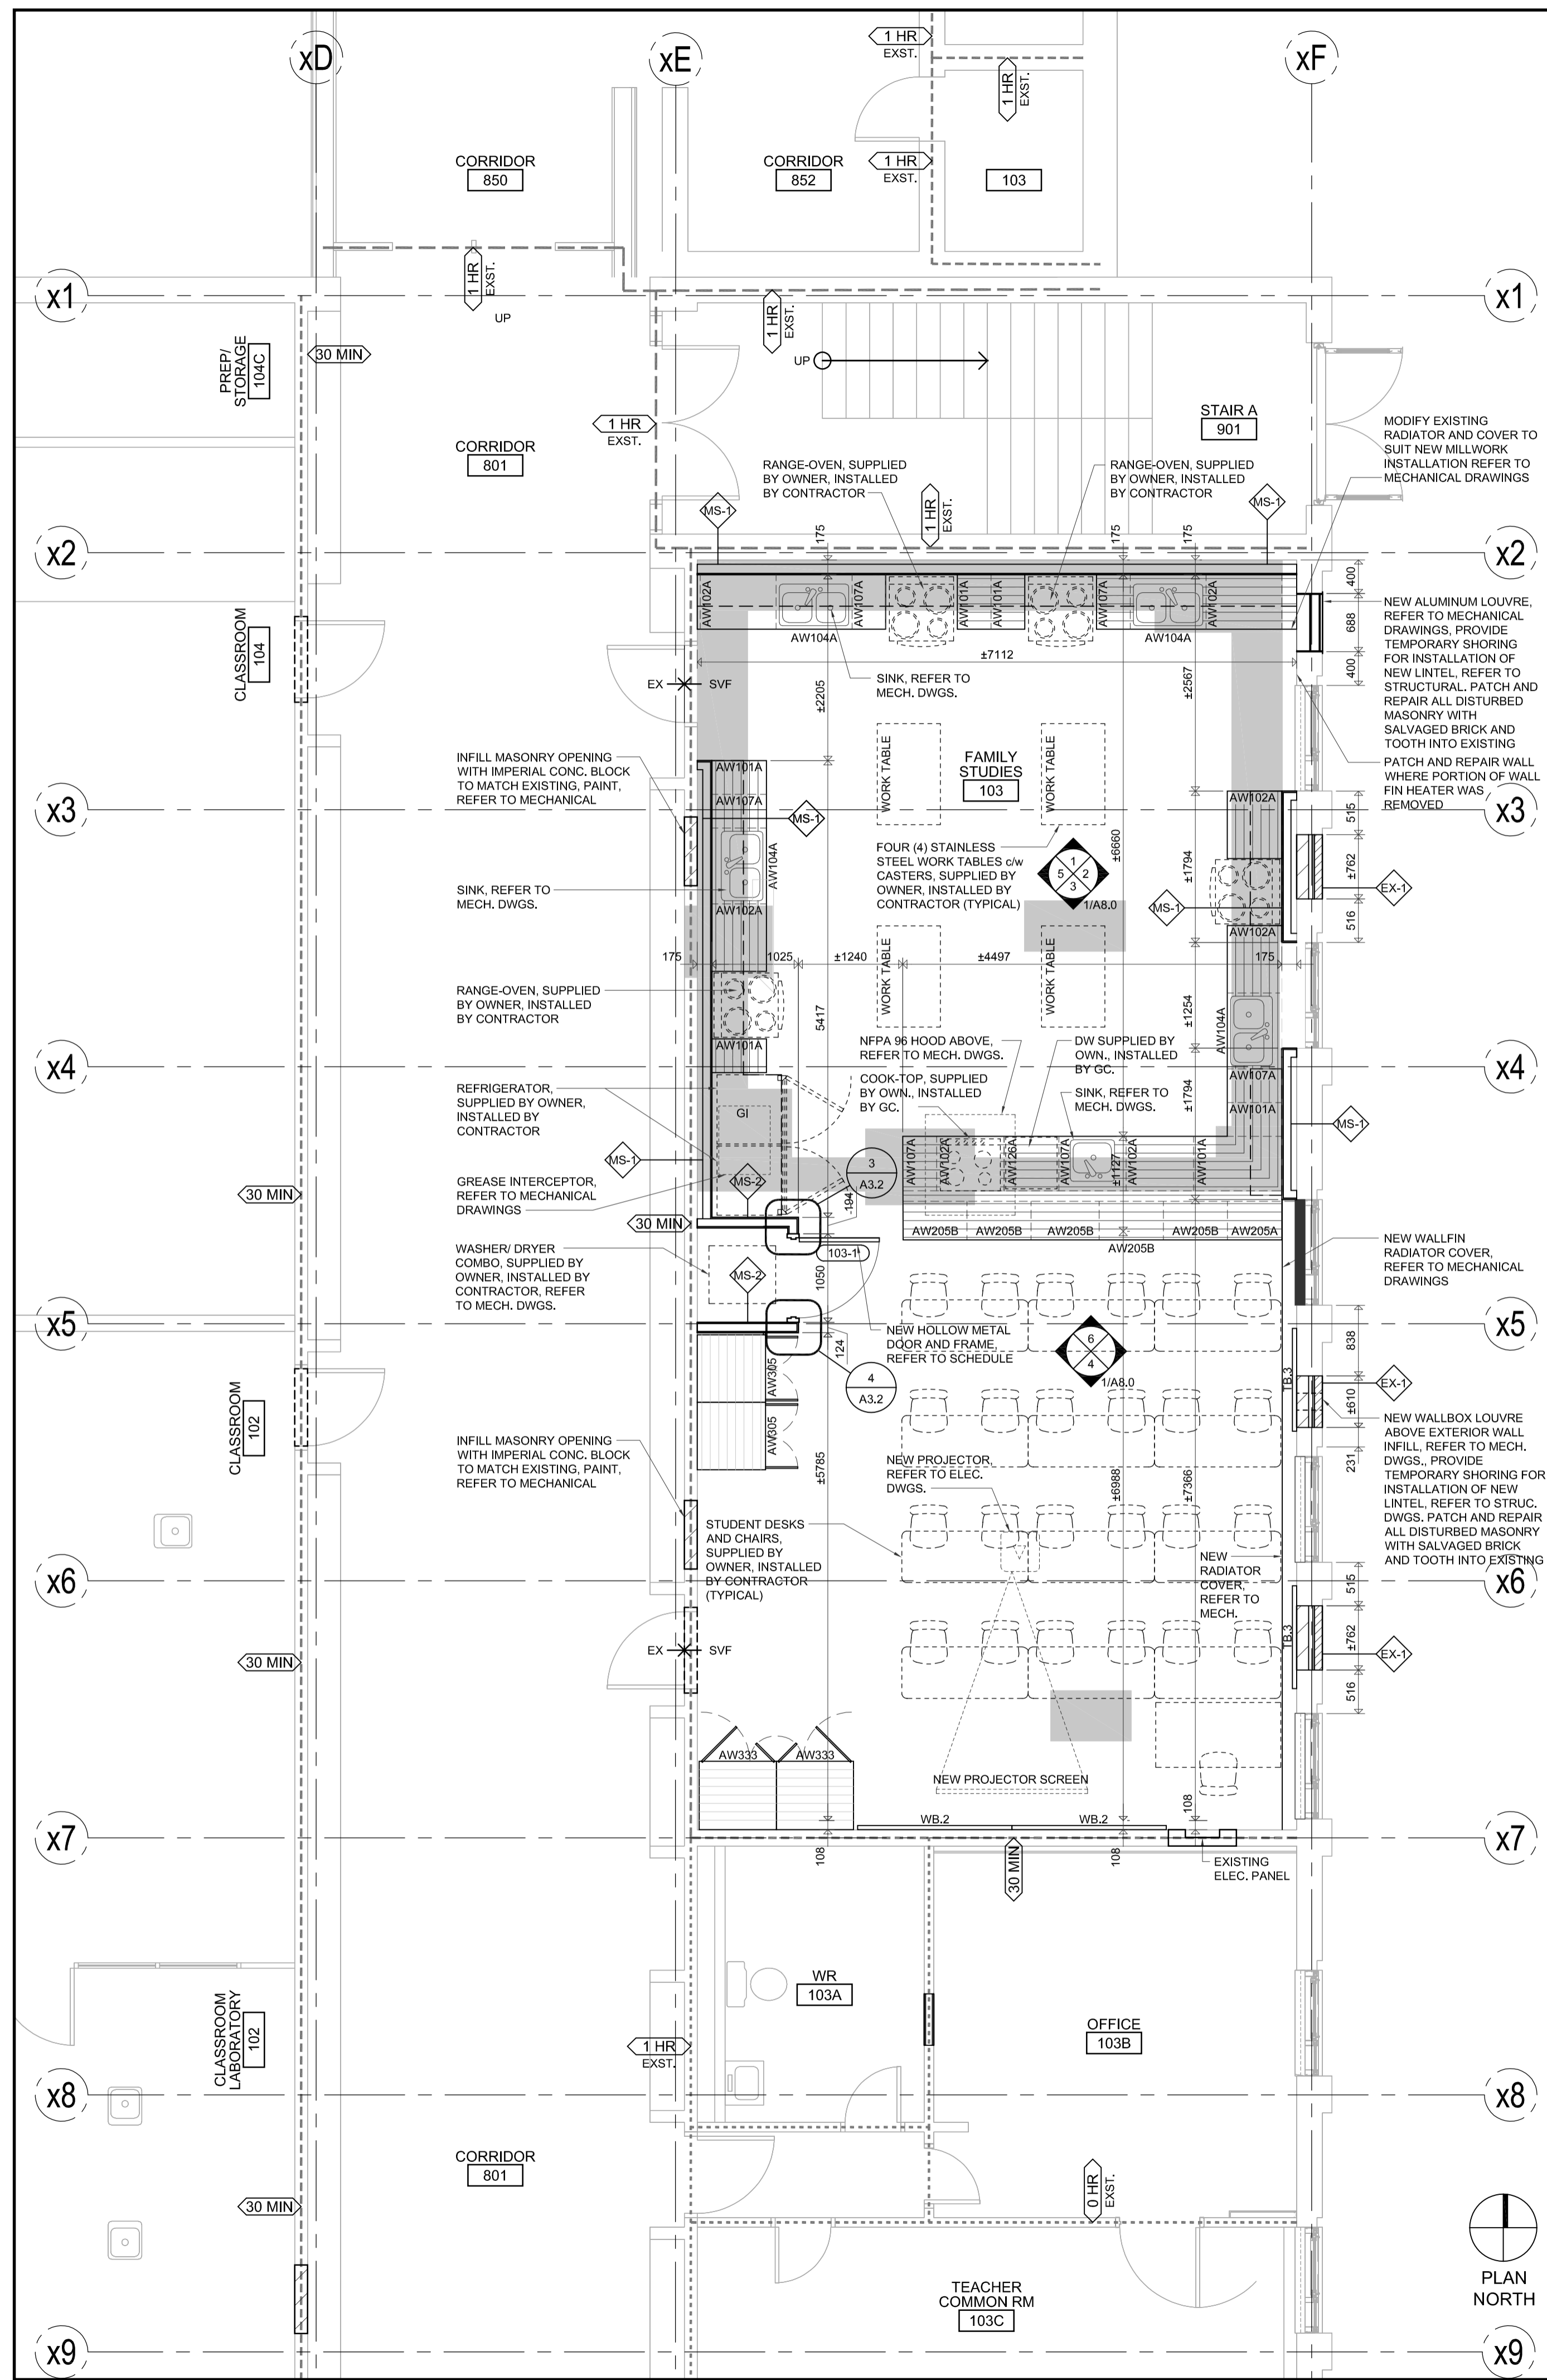 xD
xE
xF
1 HR
EXST.
1 HR
EXST.
CORRIDOR
850
CORRIDOR
852
1 HR
EXST.
103
1 HR
EXST.
UP
x1
x1
1 HR
EXST.
PREP/
STORAGE
104C
30 MIN
UP
STAIR A
901
1 HR
EXST.
CORRIDOR
801
MODIFY EXISTING
RADIATOR AND COVER TO
SUIT NEW MILLWORK
INSTALLATION REFER TO
MECHANICAL DRAWINGS
RANGE-OVEN, SUPPLIED
BY OWNER, INSTALLED
BY CONTRACTOR
RANGE-OVEN, SUPPLIED
BY OWNER, INSTALLED
BY CONTRACTOR
MS-1
1 HR
EXST.
MS-1
175
175
175
x2
x2
400
688
400
AW102A
AW107A
AW101A
AW101A
AW107A
AW102A
AW104A
AW104A
±7112
NEW ALUMINUM LOUVRE,
REFER TO MECHANICAL
DRAWINGS, PROVIDE
TEMPORARY SHORING
FOR INSTALLATION OF
NEW LINTEL, REFER TO
STRUCTURAL. PATCH AND
REPAIR ALL DISTURBED
MASONRY WITH
SALVAGED BRICK AND
TOOTH INTO EXISTING
CLASSROOM
104
EX
SVF
±2205
SINK, REFER TO
MECH. DWGS.
±2567
INFILL MASONRY OPENING
WITH IMPERIAL CONC. BLOCK
TO MATCH EXISTING, PAINT,
REFER TO MECHANICAL
WORK TABLE
FAMILY
STUDIES
103
WORK TABLE
PATCH AND REPAIR WALL
WHERE PORTION OF WALL
FIN HEATER WAS
REMOVED
AW101A
AW107A
AW104A
AW102A
x3
x3
MS-1
AW102A
515
±762
516
FOUR (4) STAINLESS
STEEL WORK TABLES c/w
CASTERS, SUPPLIED BY
OWNER, INSTALLED BY
CONTRACTOR (TYPICAL)
1
5
2
3
1/A8.0
±6660
±1794
EX-1
MS-1
AW102A
SINK, REFER TO
MECH. DWGS.
175
1025
±1240
±4497
175
RANGE-OVEN, SUPPLIED
BY OWNER, INSTALLED
BY CONTRACTOR
WORK TABLE
WORK TABLE
5417
±1254
AW104A
AW101A
NFPA 96 HOOD ABOVE,
REFER TO MECH. DWGS.
DW SUPPLIED BY
OWN., INSTALLED
BY GC.
x4
x4
REFRIGERATOR,
SUPPLIED BY OWNER,
INSTALLED BY
CONTRACTOR
GI
COOK-TOP, SUPPLIED
BY OWN., INSTALLED
BY GC.
SINK, REFER TO
MECH. DWGS.
±1794
AW107A
AW101A
MS-1
MS-1
AW107A
AW102A
AW126A
AW107A
±1127
AW102A
AW101A
GREASE INTERCEPTOR,
REFER TO MECHANICAL
DRAWINGS
MS-2
3
A3.2
194
30 MIN
30 MIN
AW205B
AW205B
AW205B
AW205B
AW205A
AW205B
WASHER/ DRYER
COMBO, SUPPLIED BY
OWNER, INSTALLED BY
CONTRACTOR, REFER
TO MECH. DWGS.
103-1
MS-2
1050
NEW WALLFIN
RADIATOR COVER,
REFER TO MECHANICAL
DRAWINGS
x5
x5
NEW HOLLOW METAL
DOOR AND FRAME,
REFER TO SCHEDULE
124
4
A3.2
6
4
1/A8.0
838
±610
231
TB.3
EX-1
AW305
AW305
CLASSROOM
102
NEW WALLBOX LOUVRE
ABOVE EXTERIOR WALL
INFILL, REFER TO MECH.
DWGS., PROVIDE
TEMPORARY SHORING FOR
INSTALLATION OF NEW
LINTEL, REFER TO STRUC.
DWGS. PATCH AND REPAIR
ALL DISTURBED MASONRY
WITH SALVAGED BRICK
AND TOOTH INTO EXISTING
INFILL MASONRY OPENING
WITH IMPERIAL CONC. BLOCK
TO MATCH EXISTING, PAINT,
REFER TO MECHANICAL
±5785
NEW PROJECTOR,
REFER TO ELEC.
DWGS.
±6988
±7366
STUDENT DESKS
AND CHAIRS,
SUPPLIED BY
OWNER, INSTALLED
BY CONTRACTOR
(TYPICAL)
NEW
RADIATOR
COVER,
REFER TO
MECH.
x6
x6
515
±762
516
TB.3
EX-1
30 MIN
EX
SVF
AW333
AW333
NEW PROJECTOR SCREEN
WB.2
WB.2
108
x7
x7
108
30 MIN
108
EXISTING
ELEC. PANEL
WR
103A
OFFICE
103B
CLASSROOM
LABORATORY
102
1 HR
EXST.
x8
x8
CORRIDOR
801
0 HR
EXST.
30 MIN
TEACHER
COMMON RM
103C
PLAN
NORTH
x9
x9